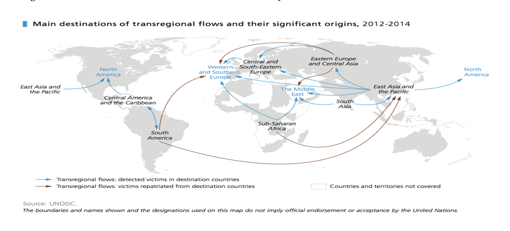 Main destinations of transregional flows and their significant origins, 2012-2014
North
America
East Asia and
the Pacific
Central America
and the Caribbean
South
America
Western
and Southern
Europe
Central and
South-Eastern
Europe
Eastern Europe
and Central Asia
The Middle
East
South
Asia
Sub-Saharan
Africa
East Asia and
the Pacific
North
America
Transregional flows: detected victims in destination countries
Transregional flows: victims repatriated from destination countries
Countries and territories not covered
Source: UNODC.
The boundaries and names shown and the designations used on this map do not imply official endorsement or acceptance by the United Nations.